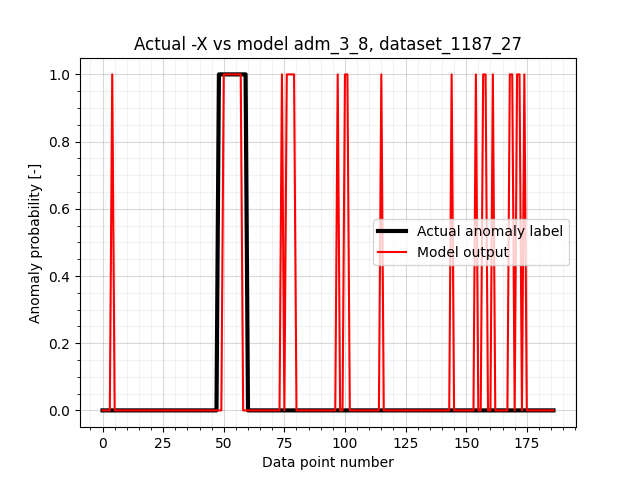 Actual -X vs model adm_3_8, dataset_1187_27
1.0
0.8
0.6
0.4
0.2
0.0
Anomaly probability [-]
Actual anomaly label
Model output
0 25 50 75 100 125 150 175
Data point number